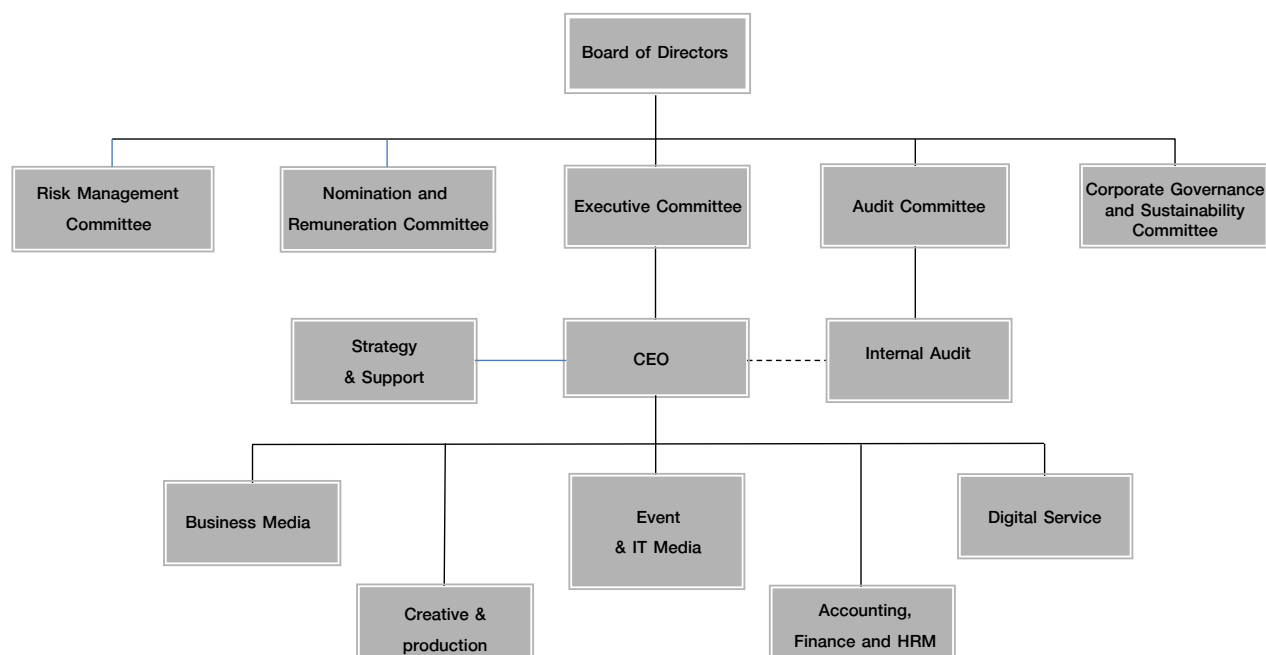 Board of Directors
Risk Management
Committee
Nomination and
Remuneration Committee
Executive Committee
Audit Committee
Corporate Governance
and Sustainability
Committee
Strategy
& Support
CEO
Internal Audit
Business Media
Event
& IT Media
Digital Service
Creative &
production
Accounting,
Finance and HRM